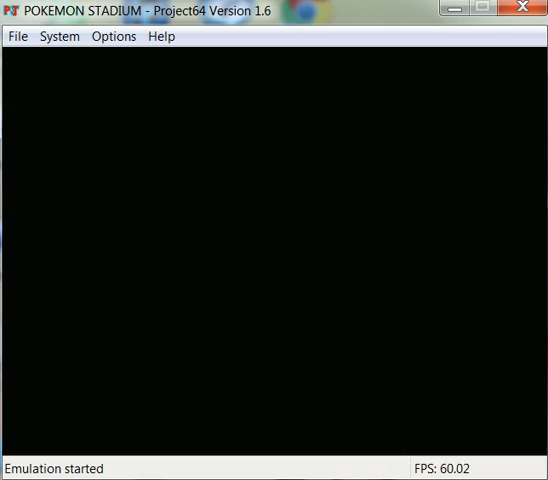 POKEMON STADIUM - Project64 Version 1.6
File System Options Help
Emulation started FPS: 60.02